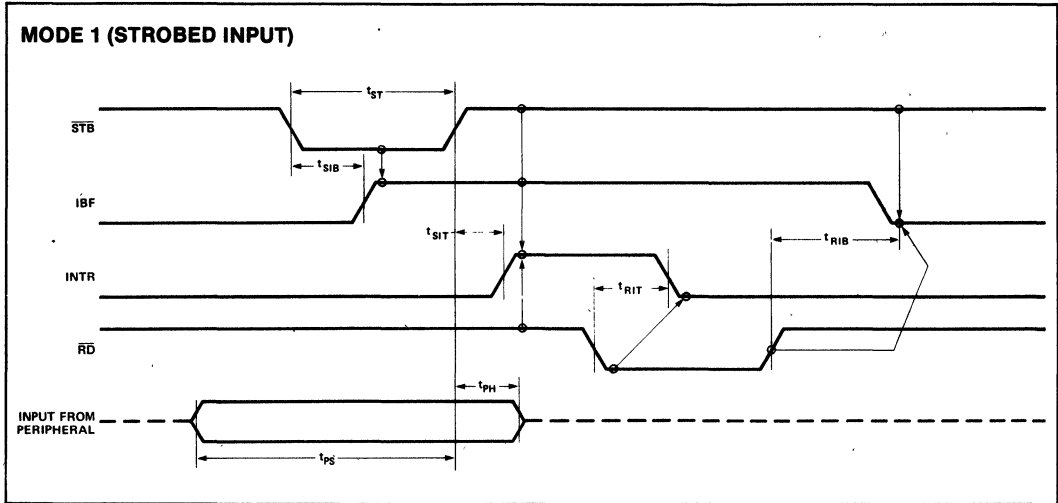 MODE 1 (STROBED INPUT)
tST
STB
tSIB
IBF
tSIT
tRIB
INTR
tRIT
RD
tPH
INPUT FROM
PERIPHERAL
tPS